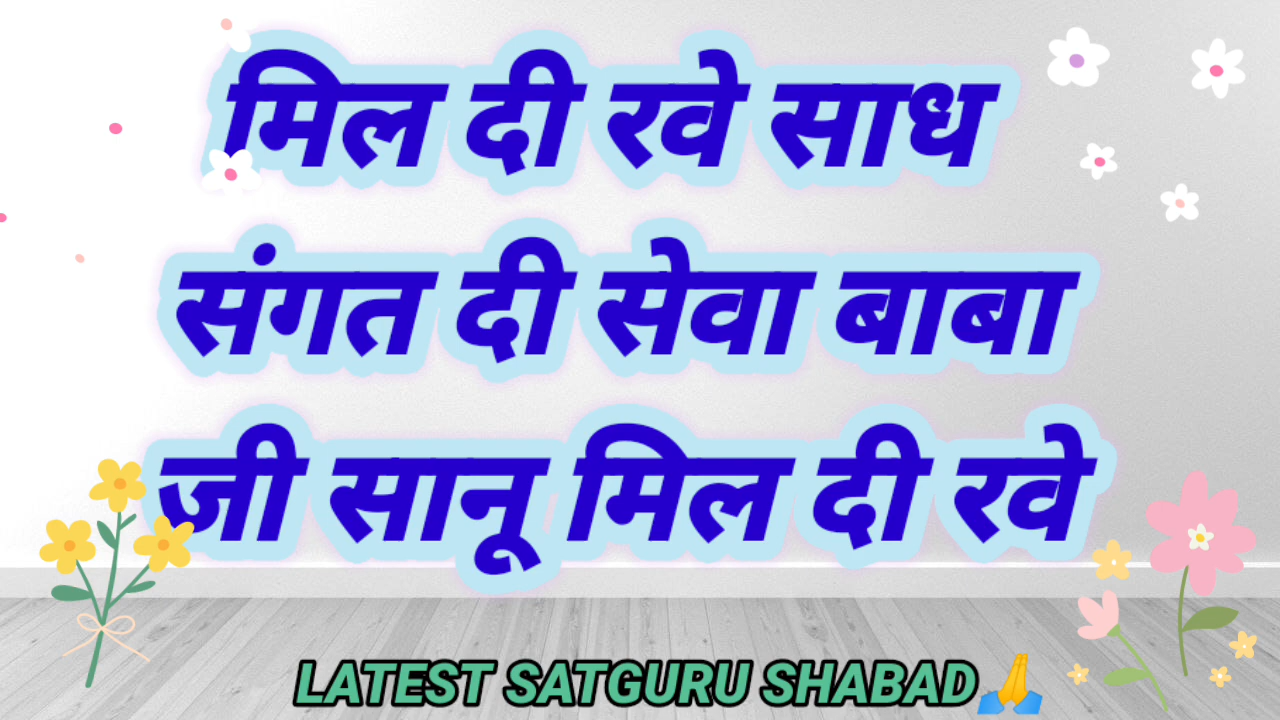 मिल दी रवे साध
संगत दी सेवा बाबा
जी सानू मिल दी रवे
LATEST SATGURU SHABAD🙏